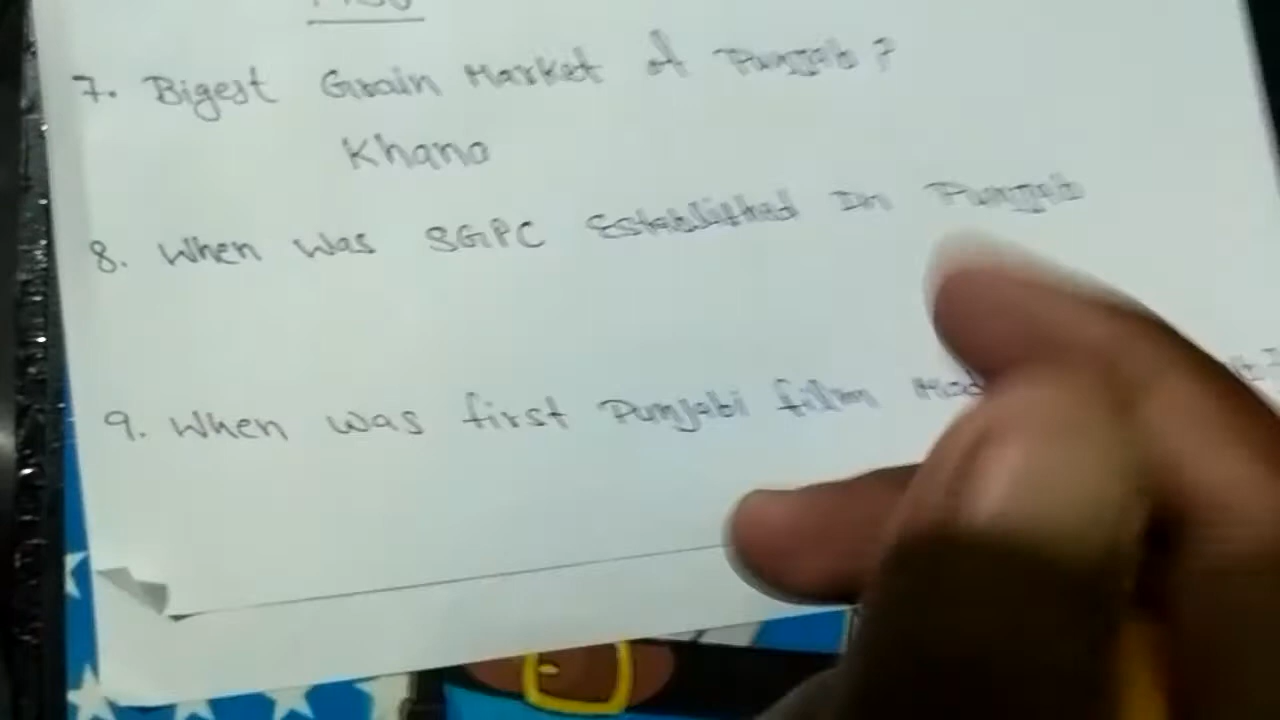 7. Bigest Grain Market of Punjab?
Khana
8. When was SGPC Established In Punjab
9. When was first Punjabi film